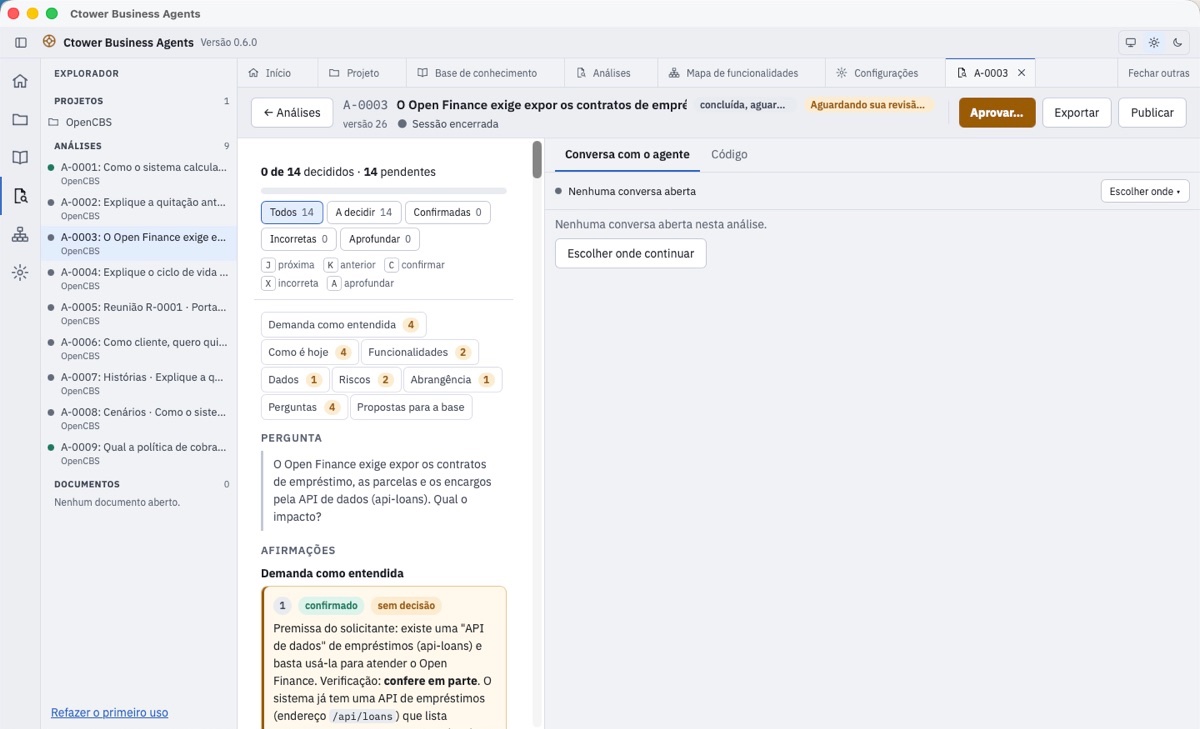 Ctower Business Agents
Ctower Business Agents Versão 0.6.0
EXPLORADOR
PROJETOS 1
OpenCBS
ANÁLISES 9
A-0001: Como o sistema calcula...
OpenCBS
A-0002: Explique a quitação ant...
OpenCBS
A-0003: O Open Finance exige e...
OpenCBS
A-0004: Explique o ciclo de vida ...
OpenCBS
A-0005: Reunião R-0001 · Porta...
OpenCBS
A-0006: Como cliente, quero qui...
OpenCBS
A-0007: Histórias · Explique a q...
OpenCBS
A-0008: Cenários · Como o siste...
OpenCBS
A-0009: Qual a política de cobra...
OpenCBS
DOCUMENTOS 0
Nenhum documento aberto.
Refazer o primeiro uso
Início
Projeto
Base de conhecimento
Análises
Mapa de funcionalidades
Configurações
A-0003 ×
Fechar outras
← Análises
A-0003 O Open Finance exige expor os contratos de empré
concluída, aguar...
Aguardando sua revisã...
versão 26 Sessão encerrada
Aprovar...
Exportar
Publicar
0 de 14 decididos · 14 pendentes
Todos 14 A decidir 14 Confirmadas 0
Incorretas 0 Aprofundar 0
J próxima K anterior C confirmar
X incorreta A aprofundar
Demanda como entendida 4
Como é hoje 4 Funcionalidades 2
Dados 1 Riscos 2 Abrangência 1
Perguntas 4 Propostas para a base
PERGUNTA
O Open Finance exige expor os contratos
de empréstimo, as parcelas e os encargos
pela API de dados (api-loans). Qual o
impacto?
AFIRMAÇÕES
Demanda como entendida
1 confirmado sem decisão
Premissa do solicitante: existe uma "API
de dados" de empréstimos (api-loans) e
basta usá-la para atender o Open
Finance. Verificação: confere em parte. O
sistema já tem uma API de empréstimos
(endereço /api/loans) que lista
Conversa com o agente Código
Nenhuma conversa aberta
Escolher onde ▾
Nenhuma conversa aberta nesta análise.
Escolher onde continuar